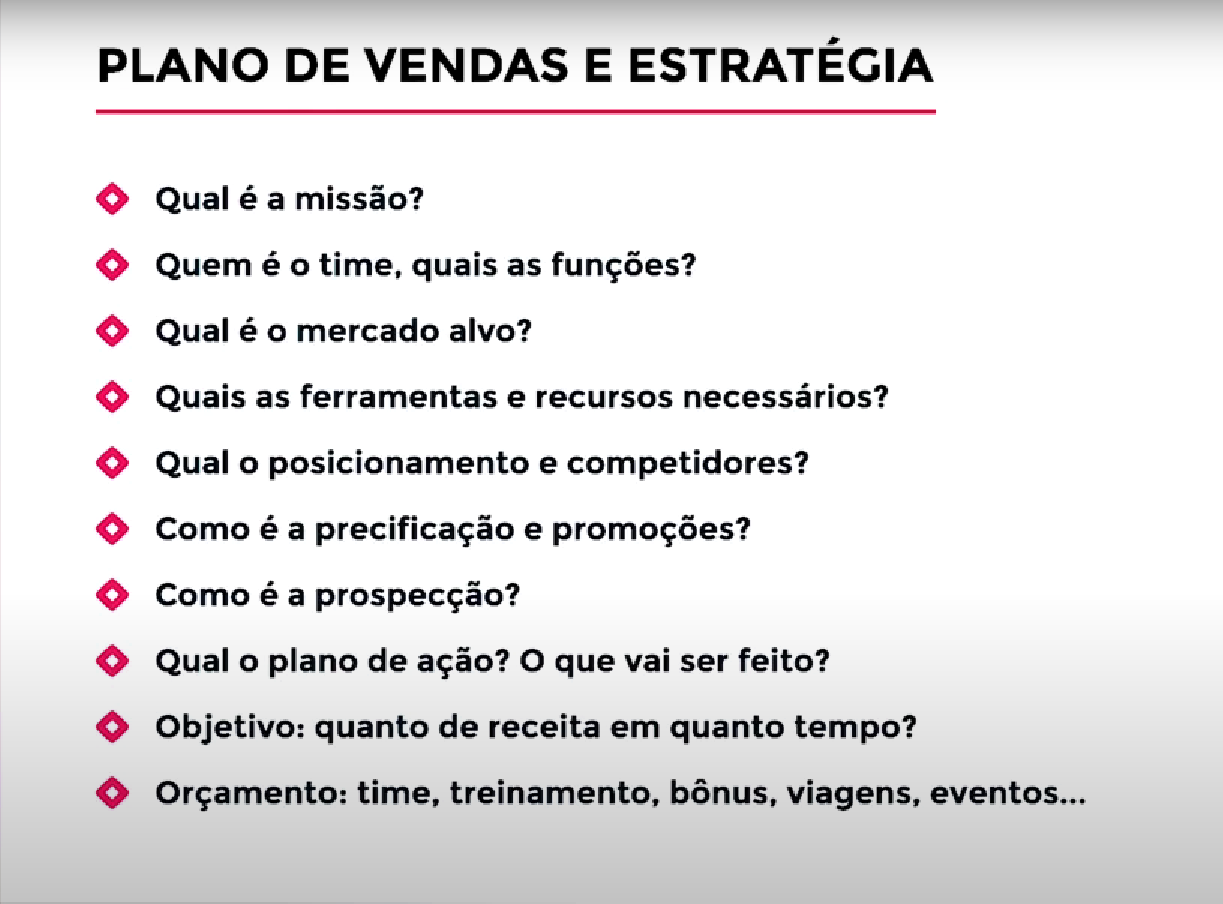 PLANO DE VENDAS E ESTRATÉGIA
Qual é a missão?
Quem é o time, quais as funções?
Qual é o mercado alvo?
Quais as ferramentas e recursos necessários?
Qual o posicionamento e competidores?
Como é a precificação e promoções?
Como é a prospecção?
Qual o plano de ação? O que vai ser feito?
Objetivo: quanto de receita em quanto tempo?
Orçamento: time, treinamento, bônus, viagens, eventos...